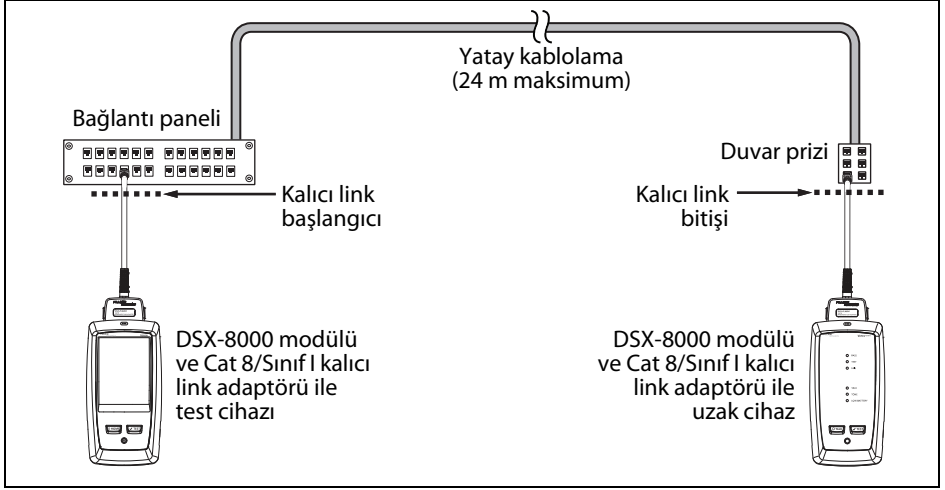 Yatay kablolama
(24 m maksimum)
Bağlantı paneli
Duvar prizi
Kalıcı link
başlangıcı
Kalıcı link
bitişi
DSX-8000 modülü
ve Cat 8/Sınıf I kalıcı
link adaptörü ile
test cihazı
DSX-8000 modülü
ve Cat 8/Sınıf I kalıcı
link adaptörü ile
uzak cihaz